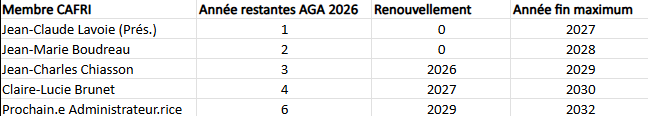 Membre CAFRI Année restantes AGA 2026 Renouvellement Année fin maximum
Jean-Claude Lavoie (Prés.) 1 0 2027
Jean-Marie Boudreau 2 0 2028
Jean-Charles Chiasson 3 2026 2029
Claire-Lucie Brunet 4 2027 2030
Prochain.e Administrateur.rice 6 2029 2032